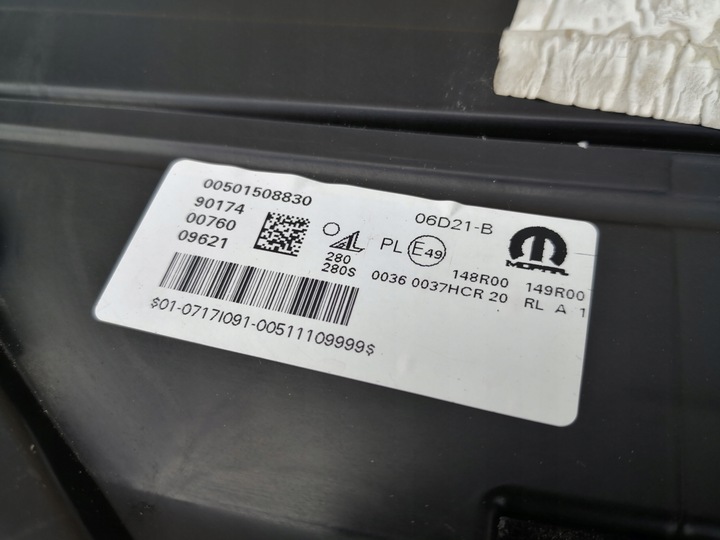 00501508830
90174
00760
09621
06D21-B
MOPAR
PL E49
280
280S
148R00 149R00
0036 0037HCR 20 RL A 1
$01-0717I091-00511109999$